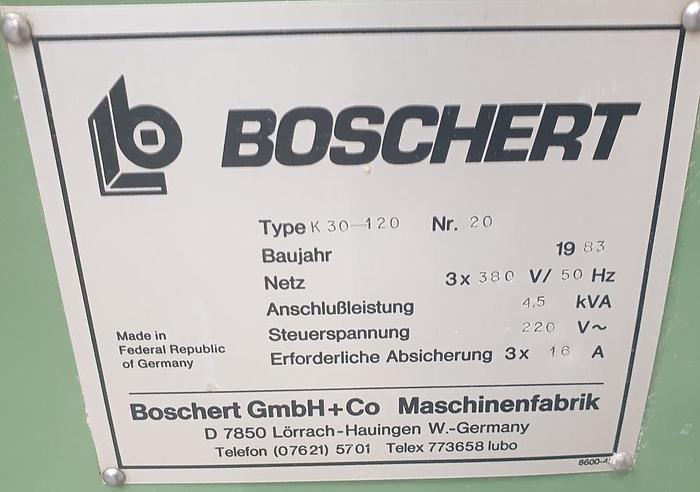 BOSCHERT
Type K 30-120 Nr. 20
Baujahr 1983
Netz 3x 380 V/ 50 Hz
Anschlußleistung 4,5 kVA
Steuerspannung 220 V~
Erforderliche Absicherung 3x 16 A
Made in
Federal Republic
of Germany
Boschert GmbH+Co Maschinenfabrik
D 7850 Lörrach-Hauingen W.-Germany
Telefon (07621) 5701 Telex 773658 lubo